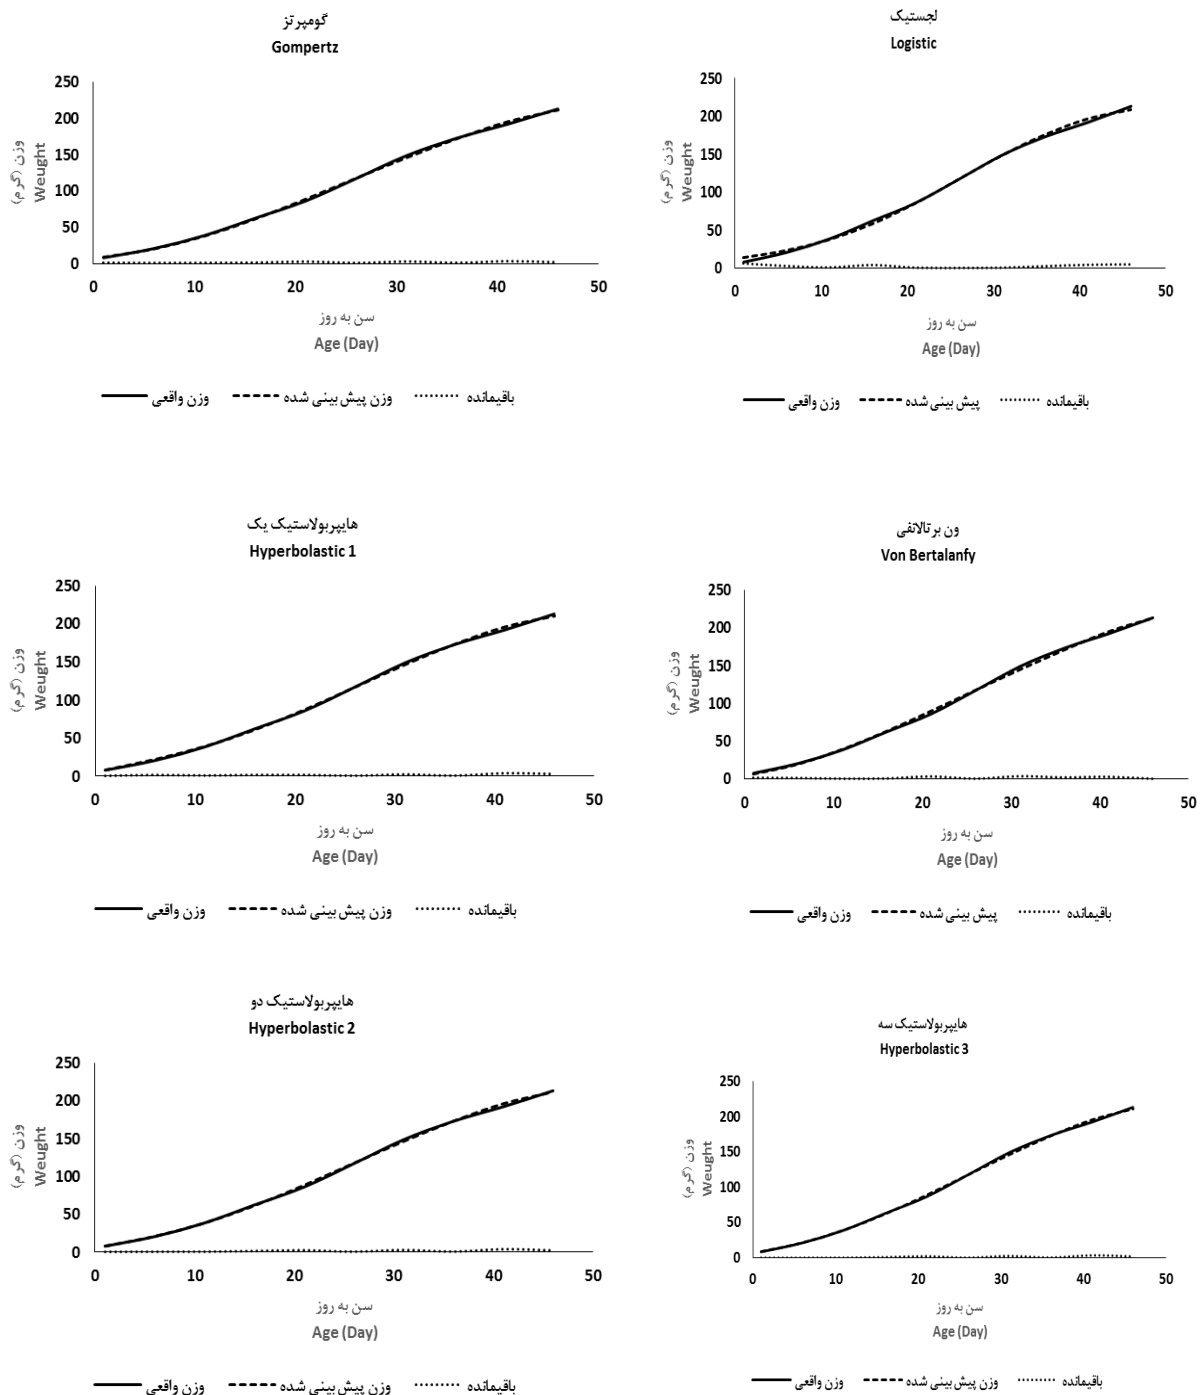 گومپرتز
Gompertz
وزن (گرم)
Weught
250
200
150
100
50
0
0 10 20 30 40 50
سن به روز
Age (Day)
وزن واقعی وزن پیش بینی شده باقیمانده
لجستیک
Logistic
وزن (گرم)
Weught
250
200
150
100
50
0
0 10 20 30 40 50
سن به روز
Age (Day)
وزن واقعی پیش بینی شده باقیمانده
هایپربولاستیک یک
Hyperbolastic 1
وزن (گرم)
Weught
250
200
150
100
50
0
0 10 20 30 40 50
سن به روز
Age (Day)
وزن واقعی وزن پیش بینی شده باقیمانده
ون برتالانفی
Von Bertalanfy
وزن (گرم)
Weught
250
200
150
100
50
0
0 10 20 30 40 50
سن به روز
Age (Day)
وزن واقعی پیش بینی شده باقیمانده
هایپربولاستیک دو
Hyperbolastic 2
وزن (گرم)
Weught
250
200
150
100
50
0
0 10 20 30 40 50
سن به روز
Age (Day)
وزن واقعی وزن پیش بینی شده باقیمانده
هایپربولاستیک سه
Hyperbolastic 3
وزن (گرم)
Weught
250
200
150
100
50
0
0 10 20 30 40 50
سن به روز
Age (Day)
وزن واقعی وزن پیش بینی شده باقیمانده